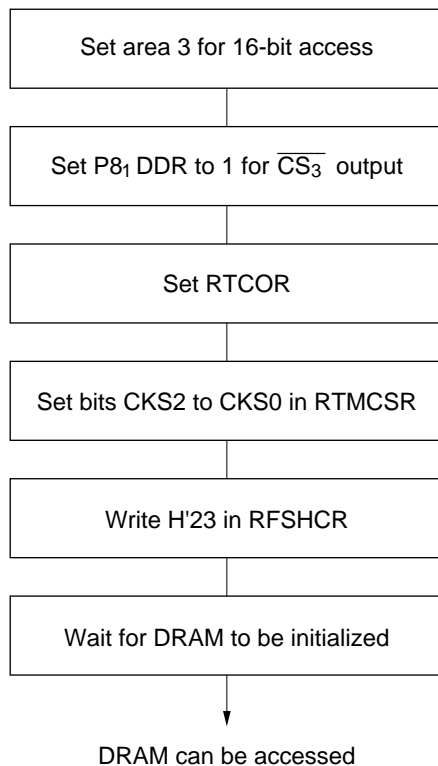 Set area 3 for 16-bit access
Set P8₁ DDR to 1 for C̅S̅₃̅ output
Set RTCOR
Set bits CKS2 to CKS0 in RTMCSR
Write H'23 in RFSHCR
Wait for DRAM to be initialized
DRAM can be accessed